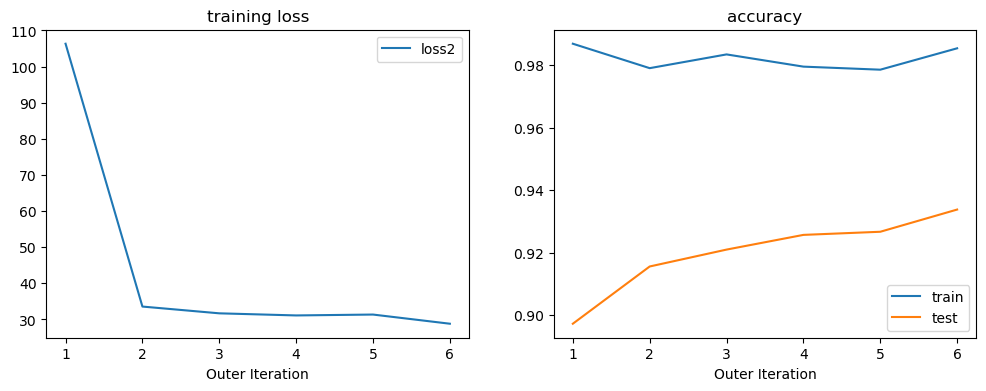 training loss
110
100
90
80
70
60
50
40
30
1 2 3 4 5 6
Outer Iteration
loss2
accuracy
0.98
0.96
0.94
0.92
0.90
1 2 3 4 5 6
Outer Iteration
train
test